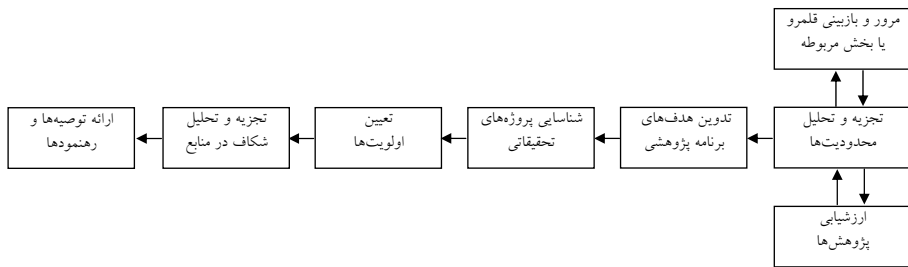 مرور و بازبینی قلمرو
یا بخش مربوطه
تجزیه و تحلیل
محدودیت‌ها
ارزشیابی
پژوهش‌ها
تدوین هدف‌های
برنامه پژوهشی
شناسایی پروژه‌های
تحقیقاتی
تعیین
اولویت‌ها
تجزیه و تحلیل
شکاف در منابع
ارائه توصیه‌ها و
رهنمودها